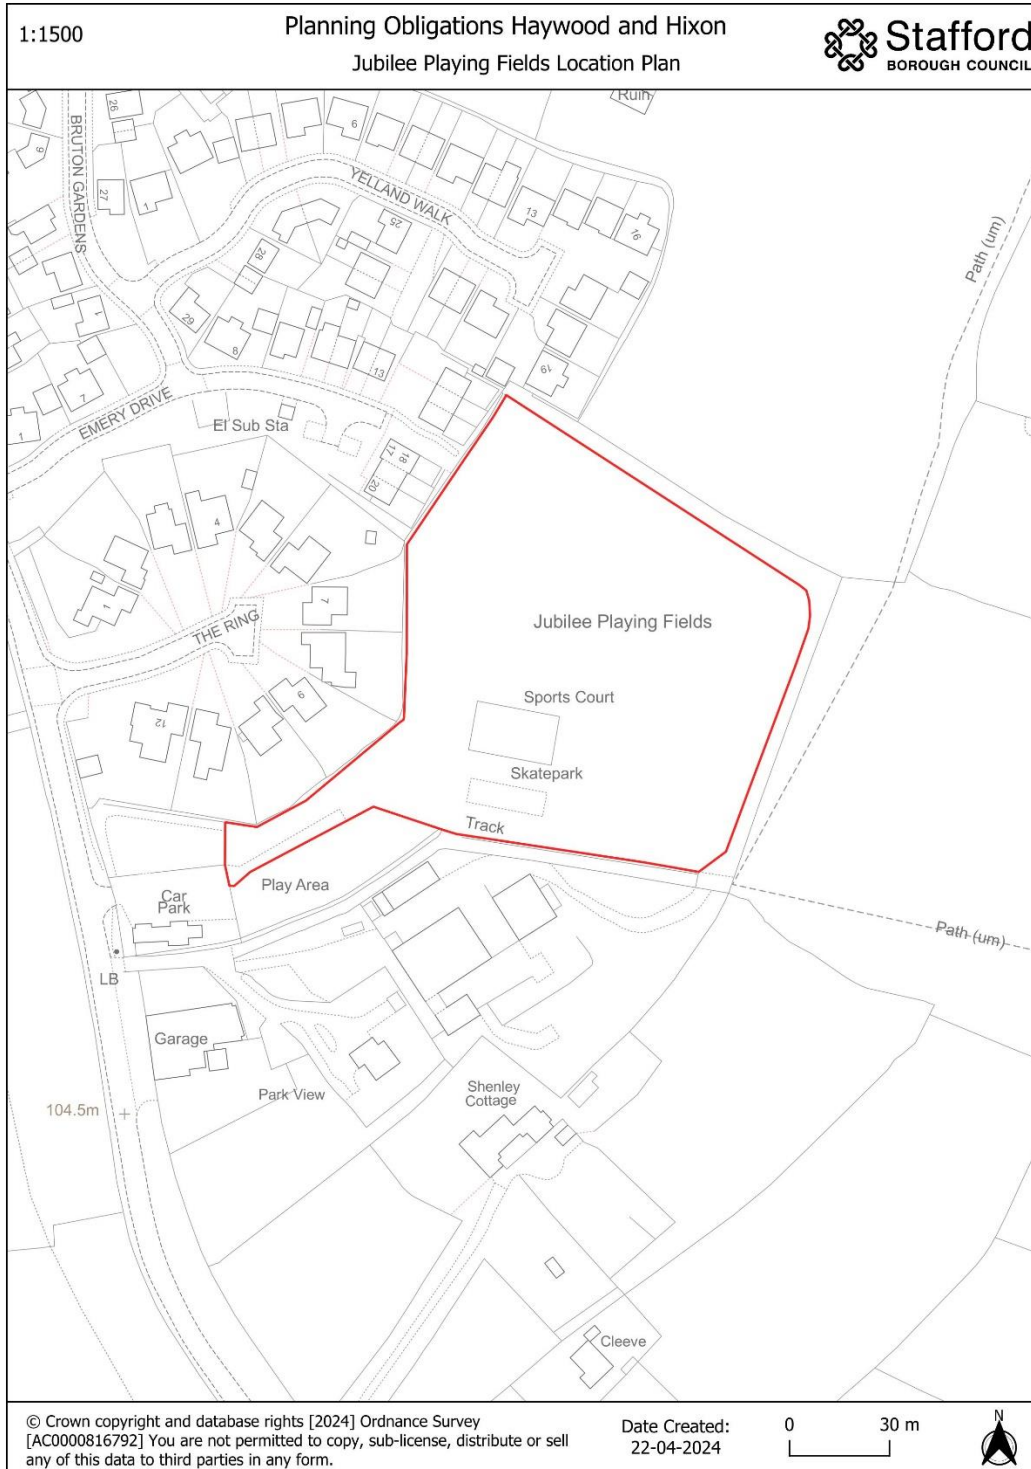 1:1500
Planning Obligations Haywood and Hixon
Jubilee Playing Fields Location Plan
Stafford
BOROUGH COUNCIL
Ruin
26
9
BRUTON GARDENS
27
1
6
YELLAND WALK
25
13
16
Path (um)
28
29
8
1
13
19
7
EMERY DRIVE
1
El Sub Sta
17
18
20
4
1
7
THE RING
Jubilee Playing Fields
9
12
Sports Court
Skatepark
Track
Play Area
Car
Park
Path (um)
LB
Garage
Park View
Shenley
Cottage
104.5m
Cleeve
© Crown copyright and database rights [2024] Ordnance Survey
[AC0000816792] You are not permitted to copy, sub-license, distribute or sell
any of this data to third parties in any form.
Date Created:
22-04-2024
0 30 m
N